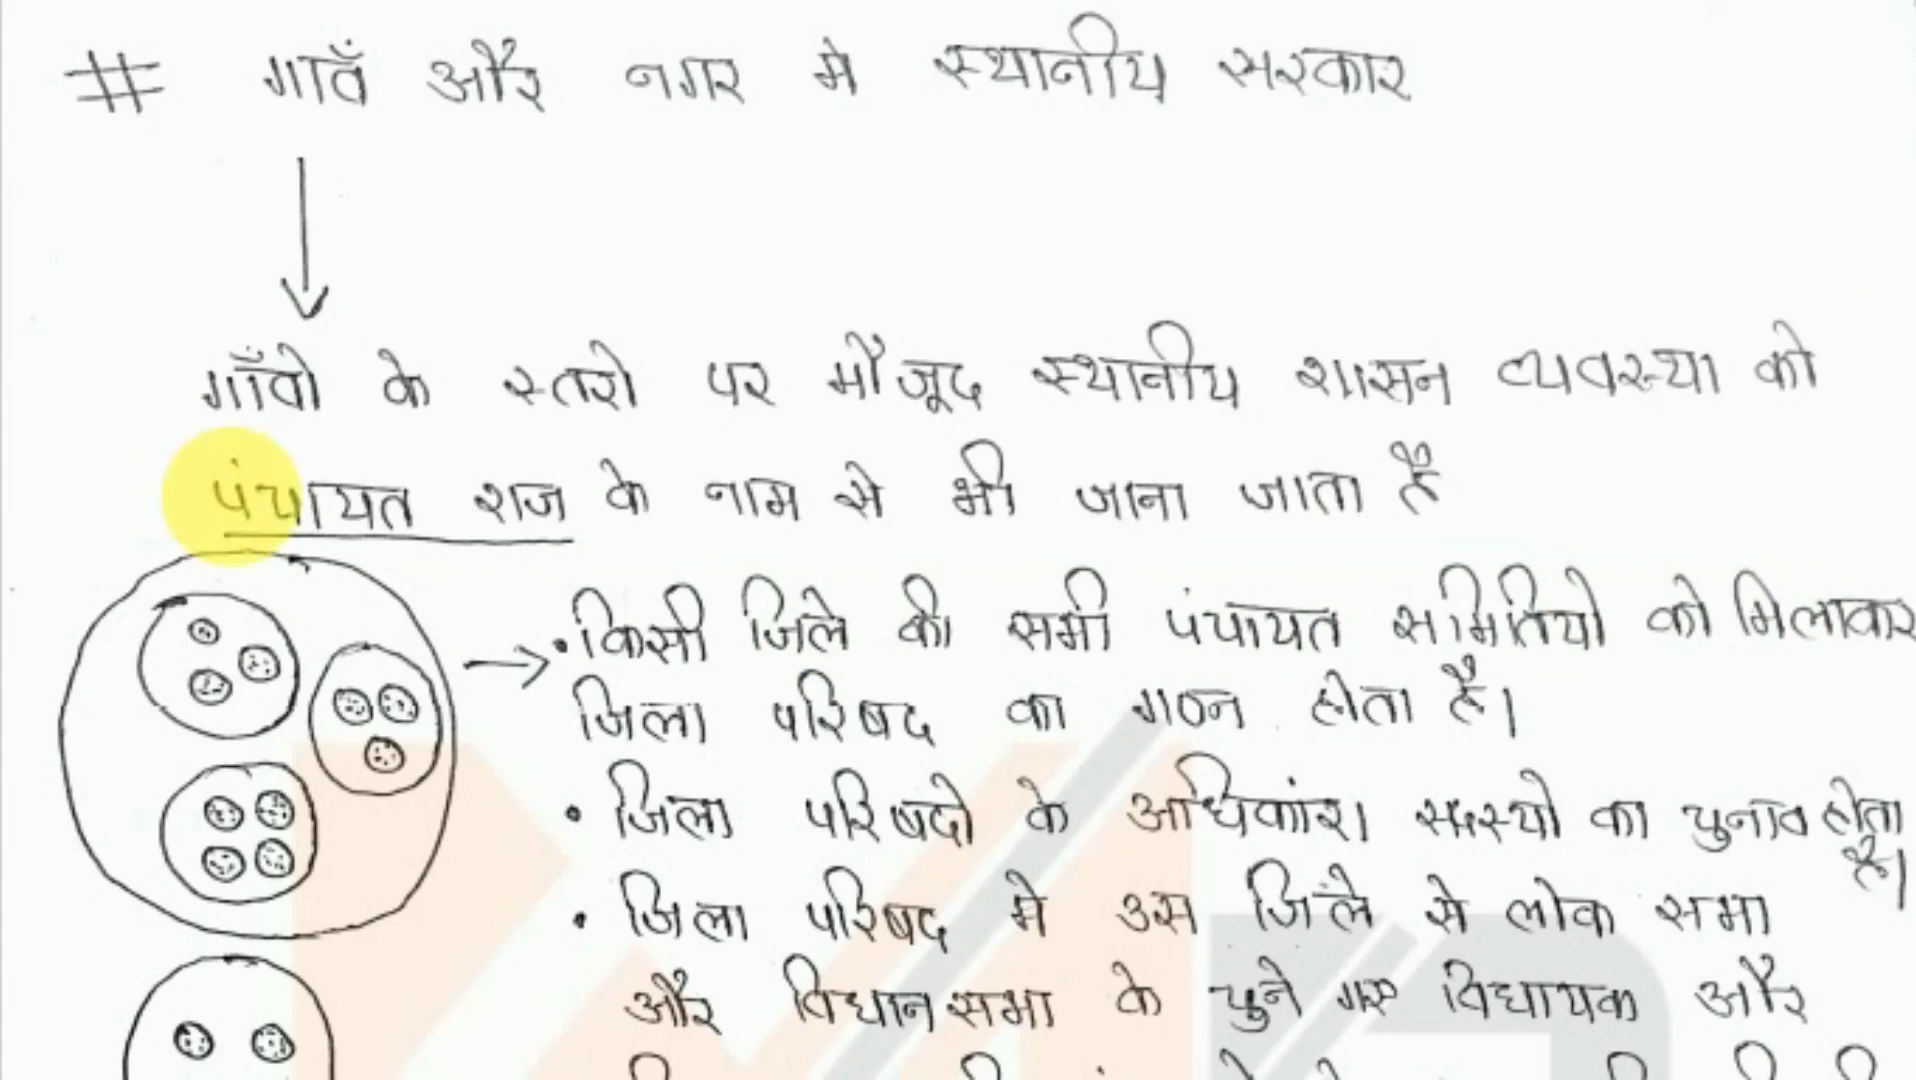 # गावँ और नगर मे स्थानीय सरकार
गाँवो के स्तरो पर मौजूद स्थानीय शासन व्यवस्था को
पंचायत राज के नाम से भी जाना जाता है
→ • किसी जिले की सभी पंचायत समितियो को मिलाकर
जिला परिषद का गठन होता है।
• जिला परिषदो के अधिकांश सदस्यो का चुनाव होता है।
• जिला परिषद मे उस जिले से लोक सभा
और विधान सभा के चुने गए विधायक और